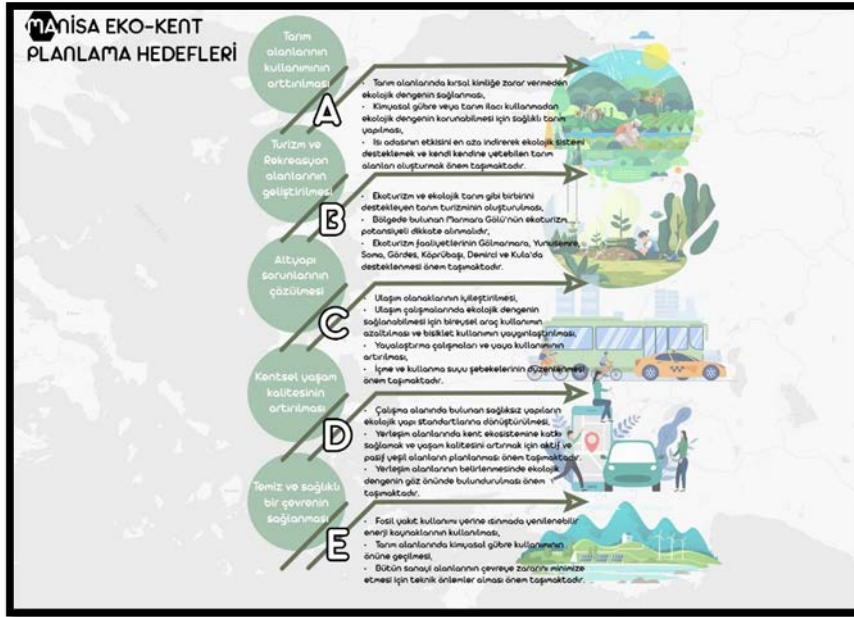 MANİSA EKO-KENT
PLANLAMA HEDEFLERİ
Tarım
alanlarının
kullanımının
arttırılması
A
• Tarım alanlarında kırsal kimliğe zarar vermeden
ekolojik dengenin sağlanması,
• Kimyasal gübre veya tarım ilacı kullanmadan
ekolojik dengenin korunabilmesi için sağlıklı tarım
yapılması,
• Isı adasının etkisini en aza indirerek ekolojik sistemi
desteklemek ve kendi kendine yetebilen tarım
alanları oluşturmak önem taşımaktadır.
Turizm ve
Rekreasyon
alanlarının
geliştirilmesi
B
• Ekoturizm ve ekolojik tarım gibi birbirini
destekleyen tarım turizminin oluşturulması,
• Bölgede bulunan Marmara Gölü'nün ekoturizm
potansiyeli dikkate alınmalıdır,
• Ekoturizm faaliyetlerinin Gölmarmara, Yunusemre,
Soma, Gördes, Köprübaşı, Demirci ve Kula'da
desteklenmesi önem taşımaktadır.
Altyapı
sorunlarının
çözülmesi
C
• Ulaşım olanaklarının iyileştirilmesi,
• Ulaşım çalışmalarında ekolojik dengenin
sağlanabilmesi için bireysel araç kullanımın
azaltılması ve bisiklet kullanımın yaygınlaştırılması,
• Yayalaştırma çalışmaları ve yaya kullanımının
artırılması,
• İçme ve kullanma suyu şebekelerinin düzenlenmesi
önem taşımaktadır.
Kentsel yaşam
kalitesinin
artırılması
D
• Çalışma alanında bulunan sağlıksız yapıların
ekolojik yapı standartlarına dönüştürülmesi,
• Yerleşim alanlarında kent ekosistemine katkı
sağlamak ve yaşam kalitesini artırmak için aktif ve
pasif yeşil alanların planlanması önem taşımaktadır.
• Yerleşim alanlarının belirlenmesinde ekolojik
dengenin göz önünde bulundurulması önem
taşımaktadır.
Temiz ve sağlıklı
bir çevrenin
sağlanması
E
• Fosil yakıt kullanımı yerine ısınmada yenilenebilir
enerji kaynaklarının kullanılması,
• Tarım alanlarında kimyasal gübre kullanımının
önüne geçilmesi,
• Bütün sanayi alanlarının çevreye zararını minimize
etmesi için teknik önlemler alması önem taşımaktadır.